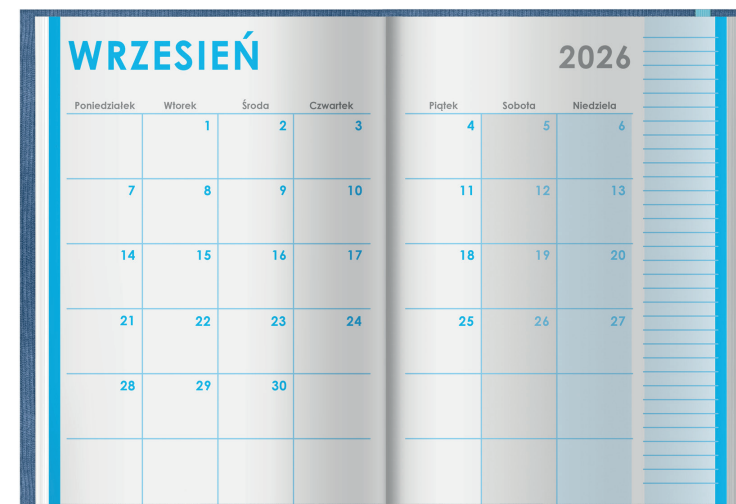 WRZESIEŃ 2026
Poniedziałek Wtorek Środa Czwartek Piątek Sobota Niedziela
1 2 3 4 5 6
7 8 9 10 11 12 13
14 15 16 17 18 19 20
21 22 23 24 25 26 27
28 29 30